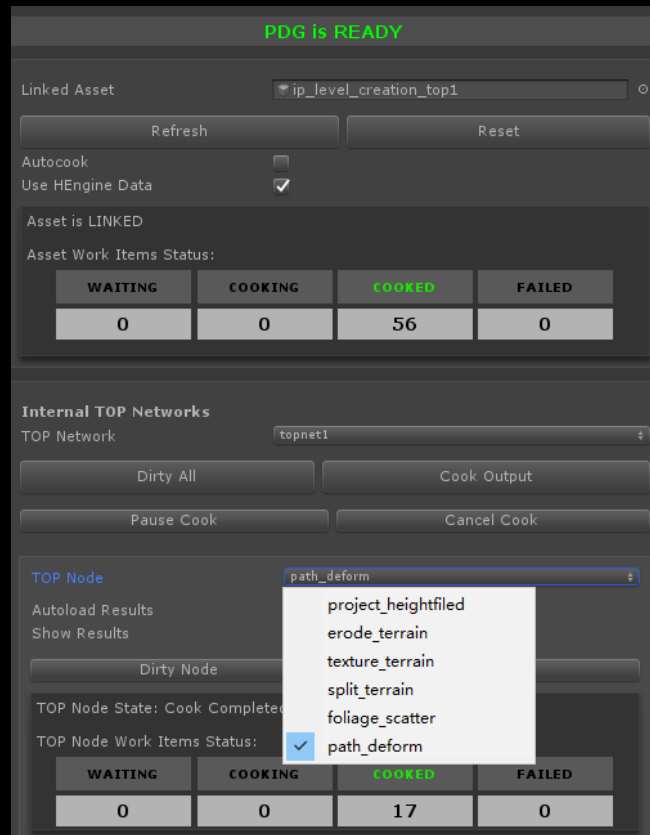 PDG is READY
Linked Asset ip_level_creation_top1
Refresh Reset
Autocook
Use HEngine Data
Asset is LINKED
Asset Work Items Status:
WAITING COOKING COOKED FAILED
0 0 56 0
Internal TOP Networks
TOP Network topnet1
Dirty All Cook Output
Pause Cook Cancel Cook
TOP Node path_deform
project_heightfiled
Autoload Results
erode_terrain
Show Results
texture_terrain
Dirty Node
split_terrain
TOP Node State: Cook Completed
foliage_scatter
TOP Node Work Items Status:
path_deform
WAITING COOKING COOKED FAILED
0 0 17 0